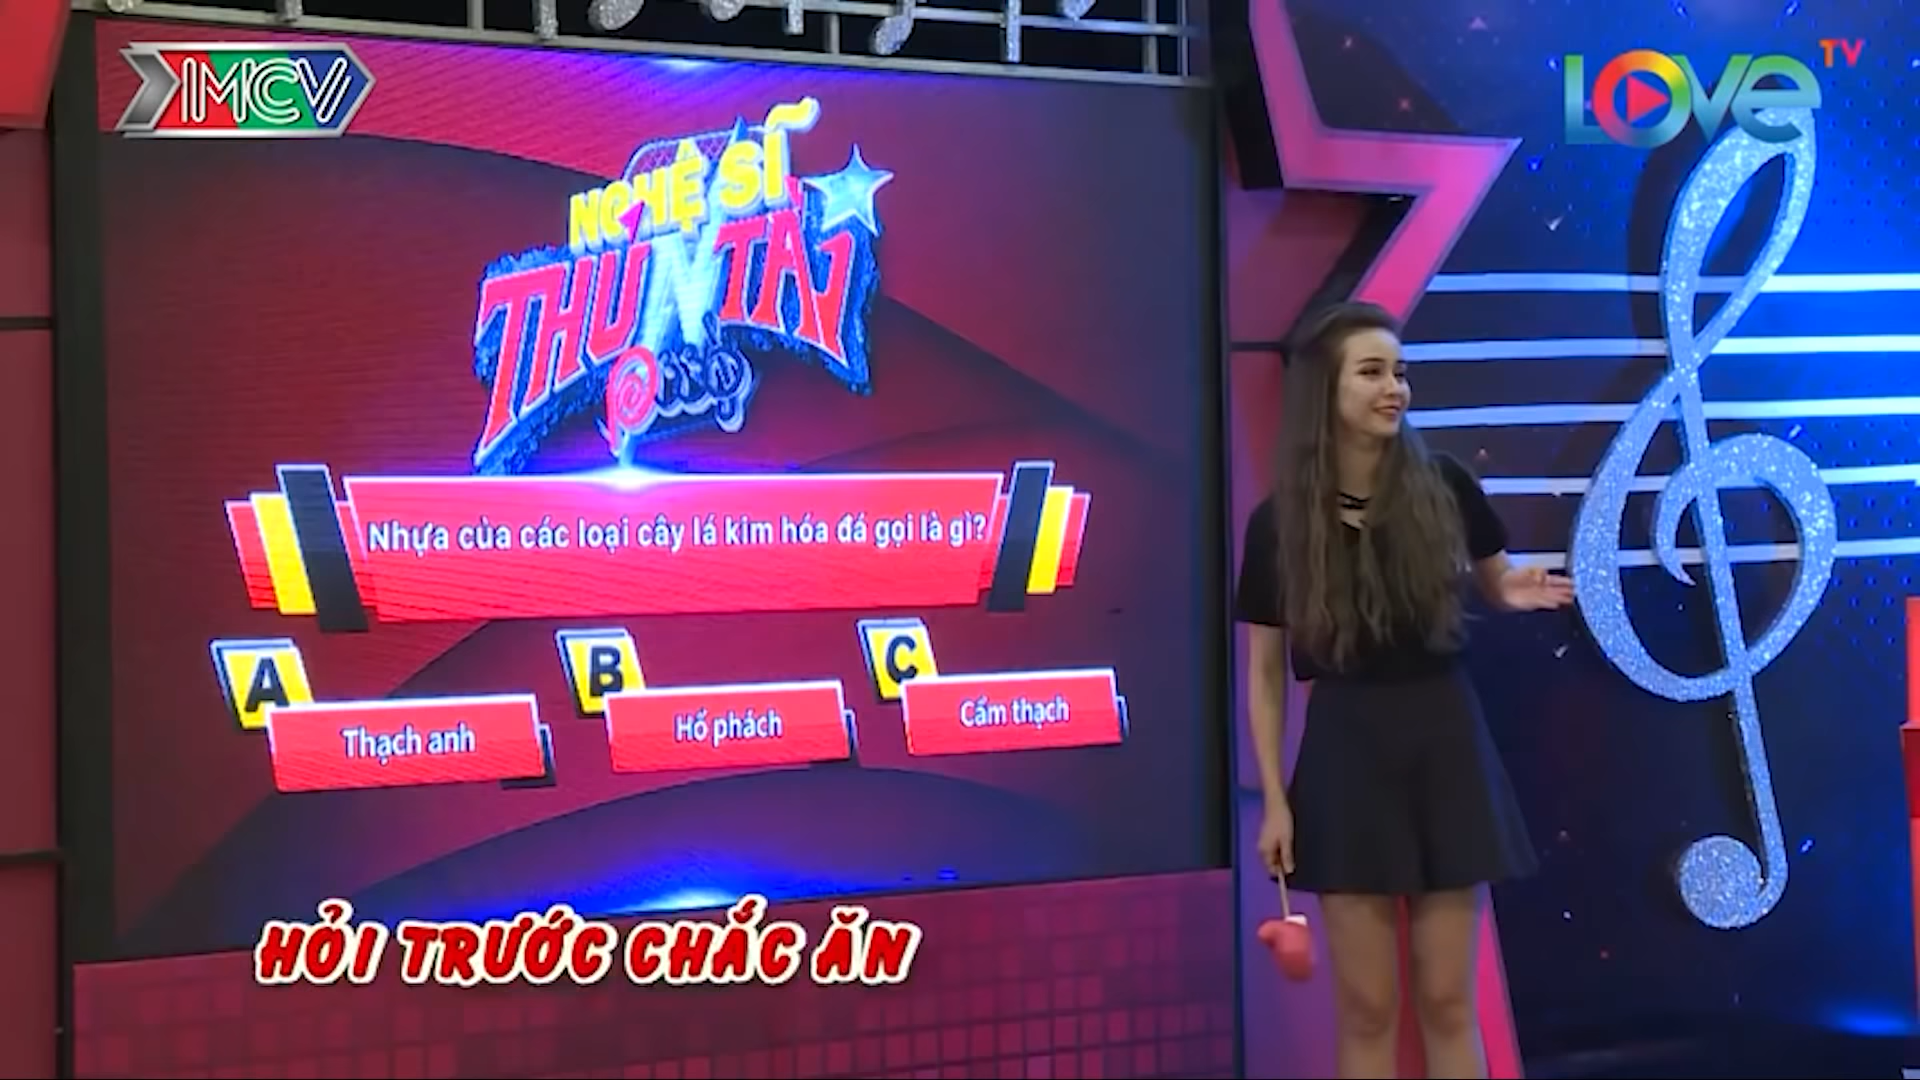 MCV
LOVE TV
NGHỆ SĨ
THỬ TÀI
Nhựa của các loại cây lá kim hóa đá gọi là gì?
A
B
C
Thạch anh
Hổ phách
Cẩm thạch
HỎI TRƯỚC CHẮC ĂN